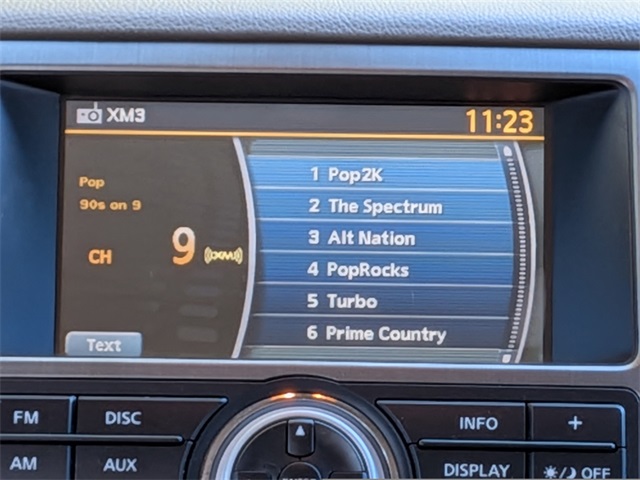 XM3
11:23
Pop
90s on 9
CH 9 XM
1 Pop2K
2 The Spectrum
3 Alt Nation
4 PopRocks
5 Turbo
6 Prime Country
Text
FM DISC INFO +
AM AUX DISPLAY OFF